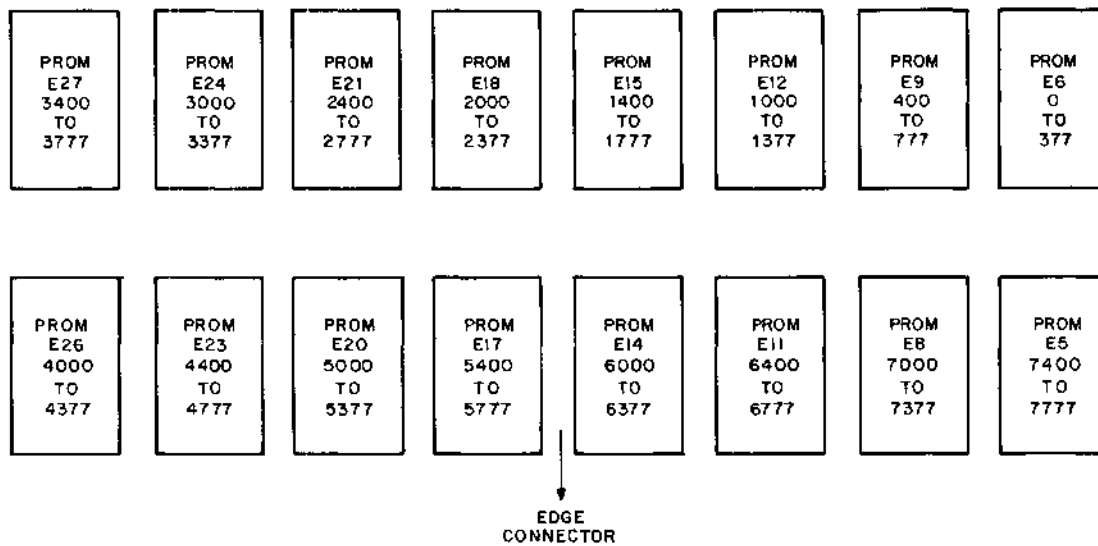 PROM
E27
3400
TO
3777
PROM
E24
3000
TO
3377
PROM
E21
2400
TO
2777
PROM
E18
2000
TO
2377
PROM
E15
1400
TO
1777
PROM
E12
1000
TO
1377
PROM
E9
400
TO
777
PROM
E6
0
TO
377
PROM
E26
4000
TO
4377
PROM
E23
4400
TO
4777
PROM
E20
5000
TO
5377
PROM
E17
5400
TO
5777
PROM
E14
6000
TO
6377
PROM
E11
6400
TO
6777
PROM
E8
7000
TO
7377
PROM
E5
7400
TO
7777
EDGE
CONNECTOR